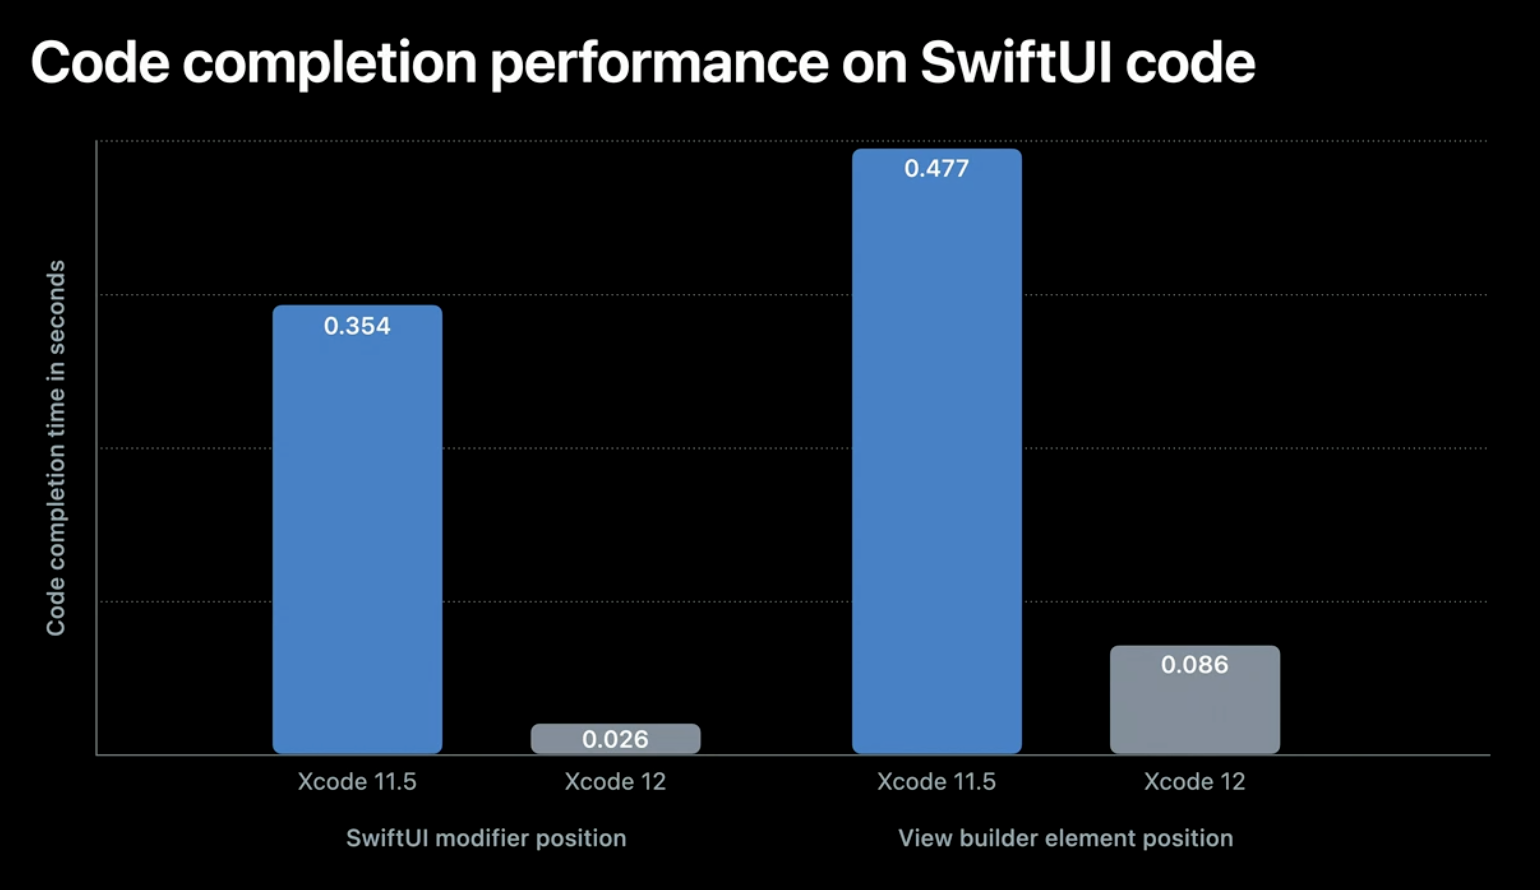 Code completion performance on SwiftUI code
Code completion time in seconds
0.354
0.026
0.477
0.086
Xcode 11.5
Xcode 12
Xcode 11.5
Xcode 12
SwiftUI modifier position
View builder element position